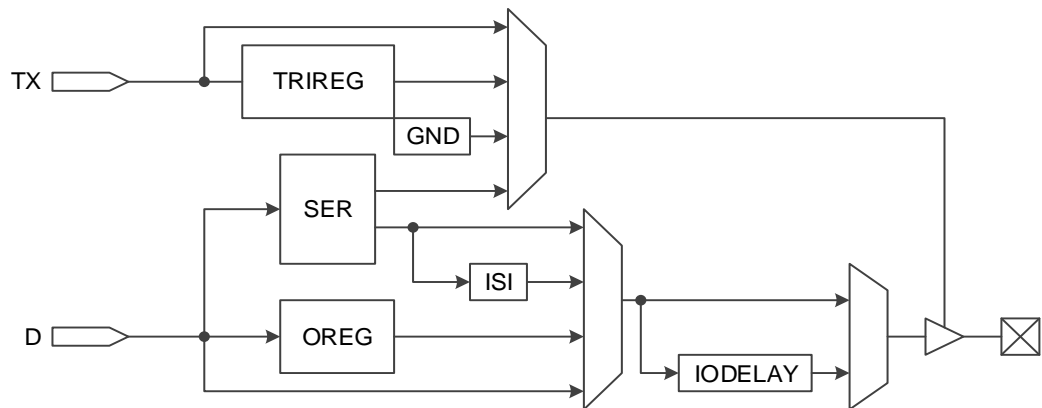 TX
TRIREG
GND
SER
ISI
D
OREG
IODELAY